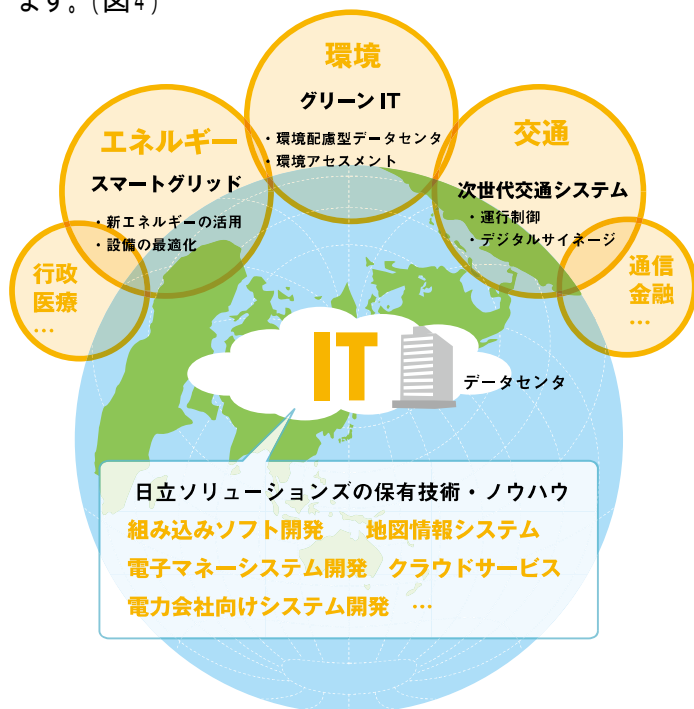 ます。(図4)
環境
グリーンIT
・環境配慮型データセンタ
・環境アセスメント
エネルギー
スマートグリッド
・新エネルギーの活用
・設備の最適化
交通
次世代交通システム
・運行制御
・デジタルサイネージ
行政
医療
…
通信
金融
…
IT
データセンタ
日立ソリューションズの保有技術・ノウハウ
組み込みソフト開発 地図情報システム
電子マネーシステム開発 クラウドサービス
電力会社向けシステム開発 …